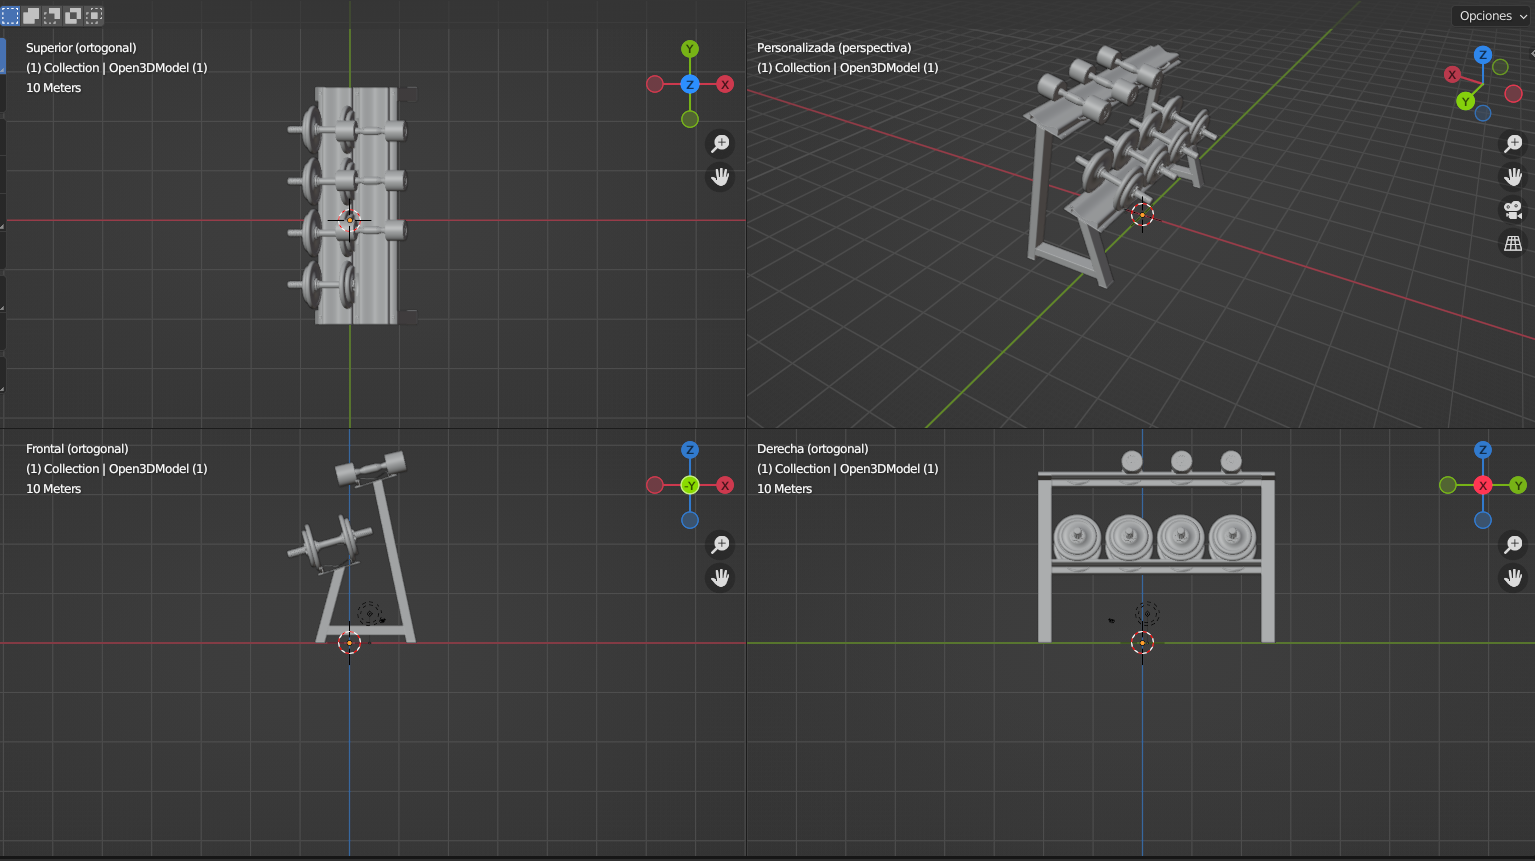 Opciones
Superior (ortogonal)
(1) Collection | Open3DModel (1)
10 Meters
Y
Z
X
Personalizada (perspectiva)
(1) Collection | Open3DModel (1)
Z
X
Y
Frontal (ortogonal)
(1) Collection | Open3DModel (1)
10 Meters
Z
-Y
X
Derecha (ortogonal)
(1) Collection | Open3DModel (1)
10 Meters
Z
X
Y